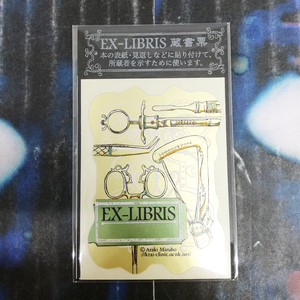 EX-LIBRIS 蔵書票
本の表紙・見返しなどに貼り付けて、
所蔵者を示すために使います。
EX-LIBRIS
© Araki Mizuho